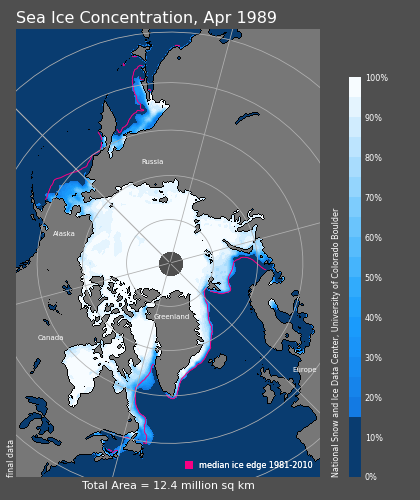 Sea Ice Concentration, Apr 1989
100%
90%
80%
70%
60%
50%
40%
30%
20%
10%
0%
Russia
Alaska
Greenland
Canada
Europe
National Snow and Ice Data Center, University of Colorado Boulder
final data
median ice edge 1981-2010
Total Area = 12.4 million sq km